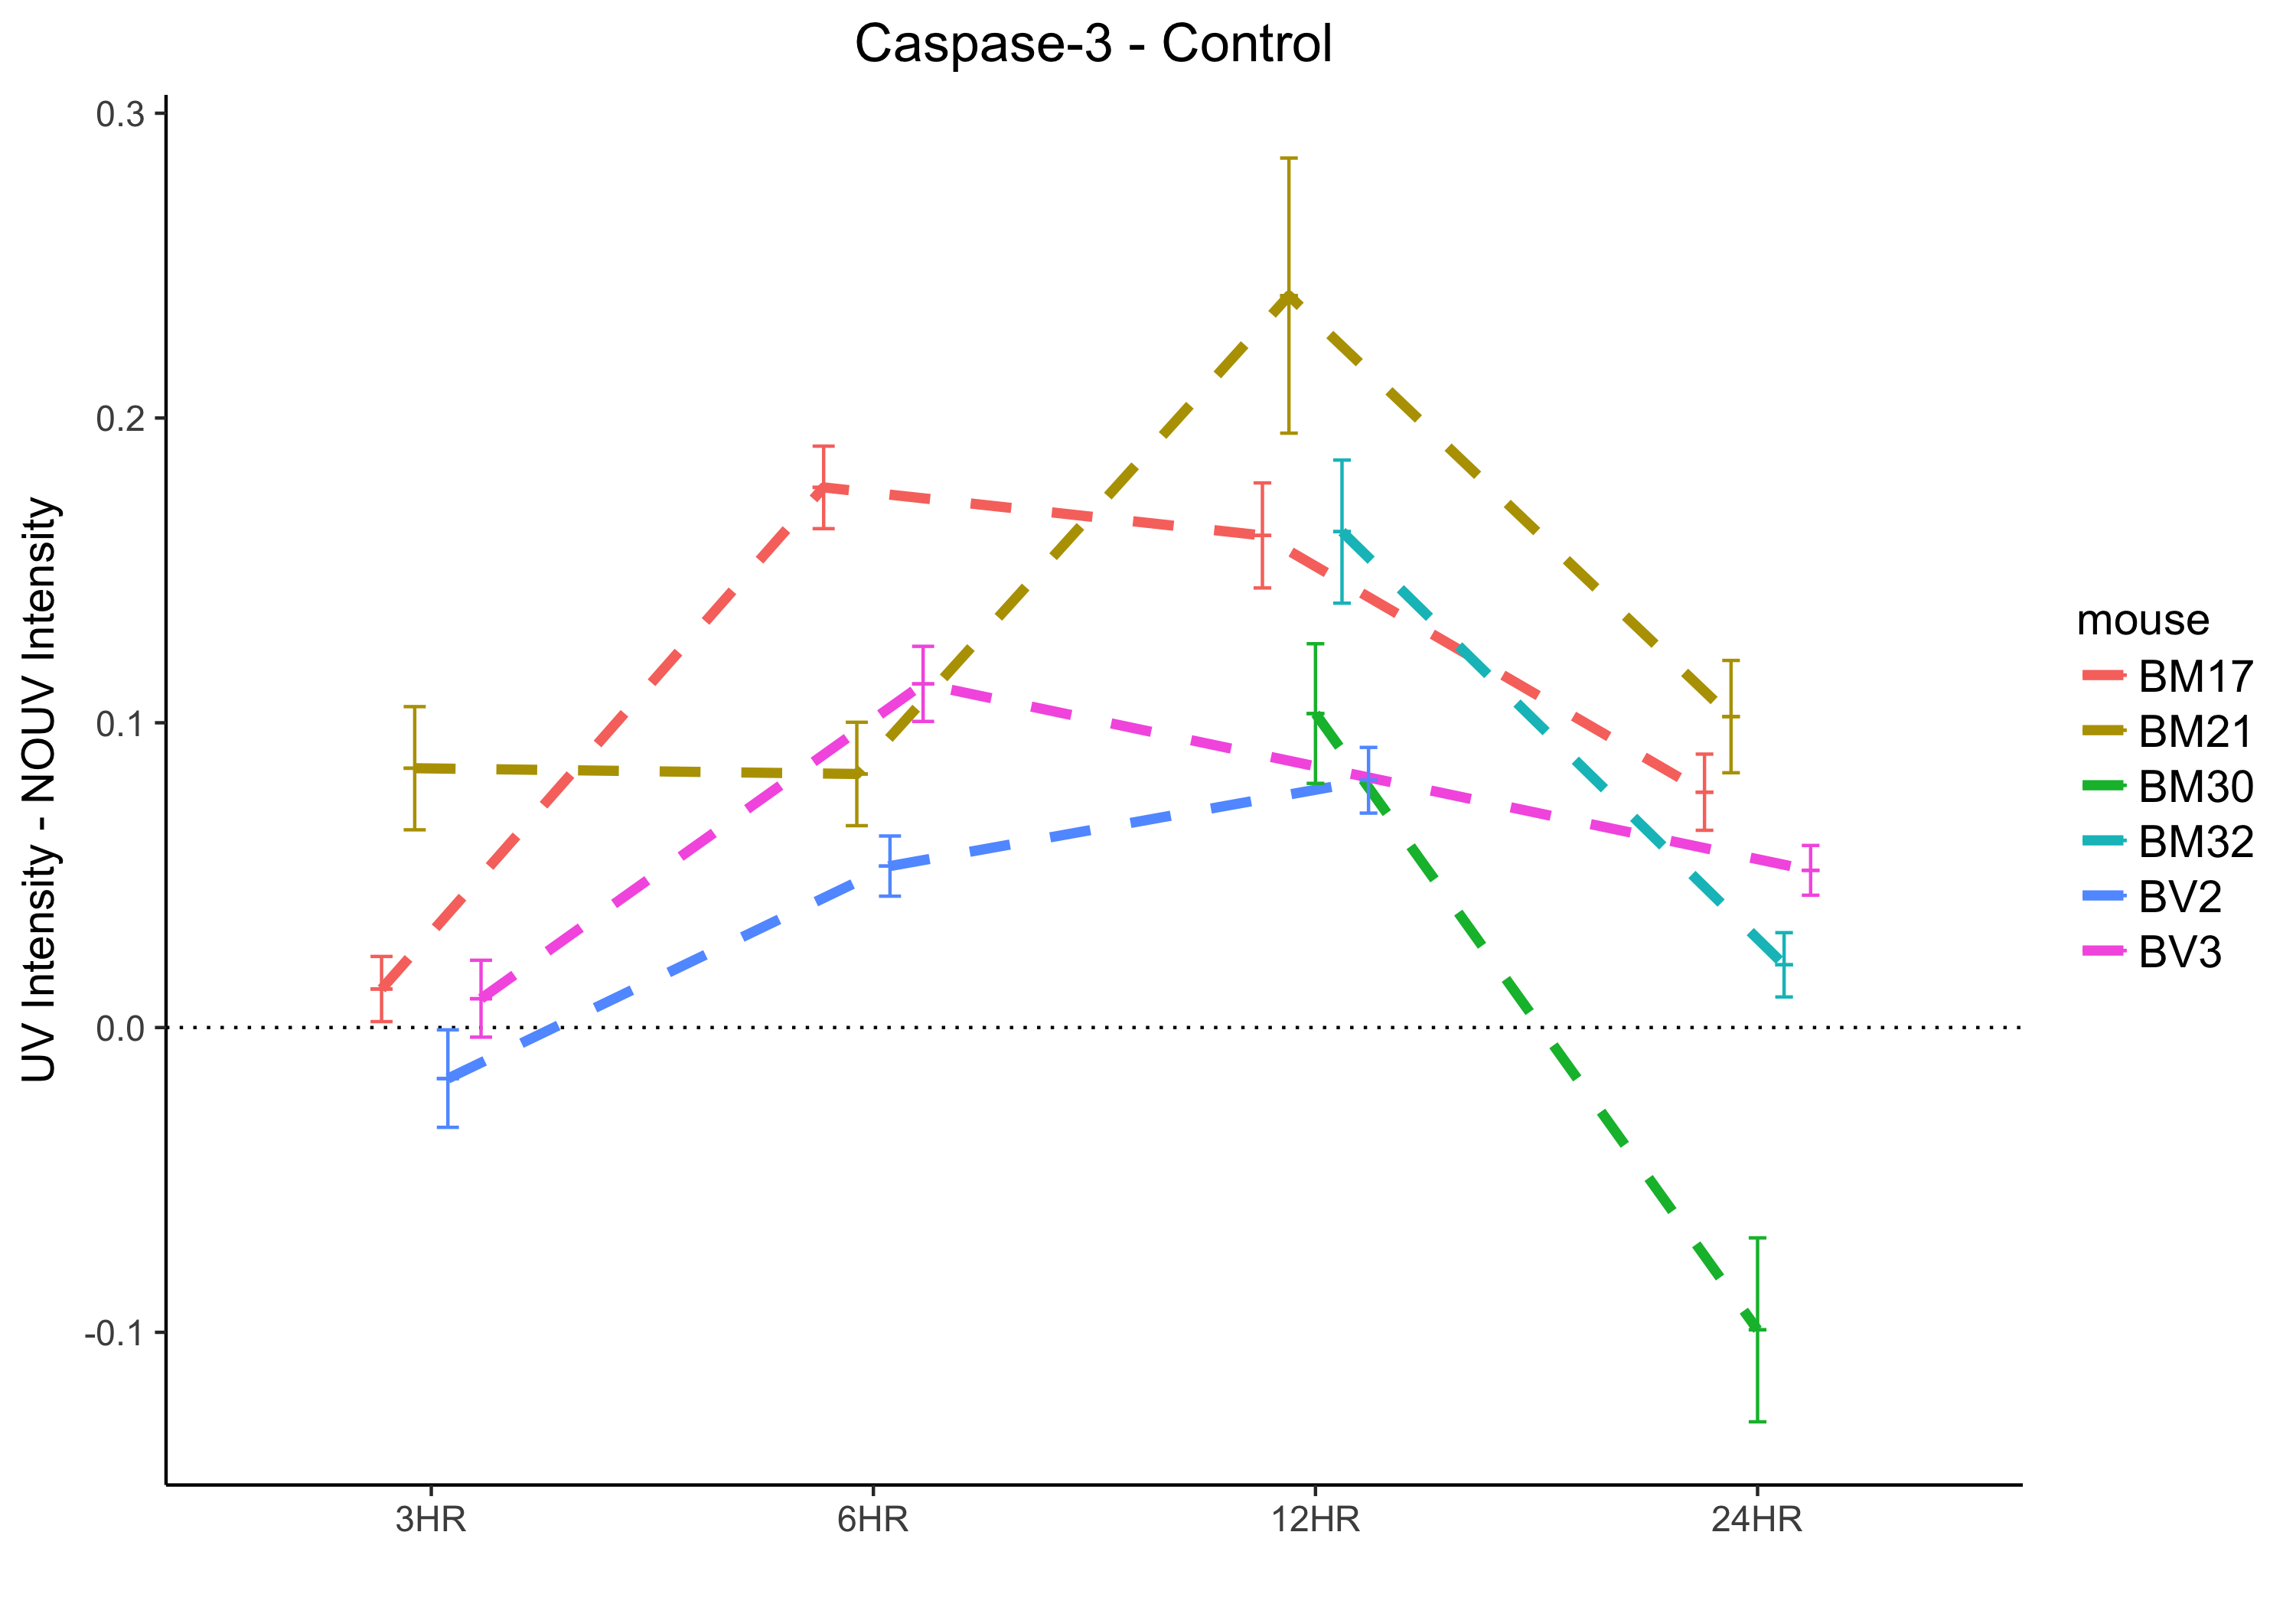 Caspase-3 - Control
UV Intensity - NOUV Intensity
0.3
0.2
0.1
0.0
-0.1
3HR
6HR
12HR
24HR
mouse
BM17
BM21
BM30
BM32
BV2
BV3